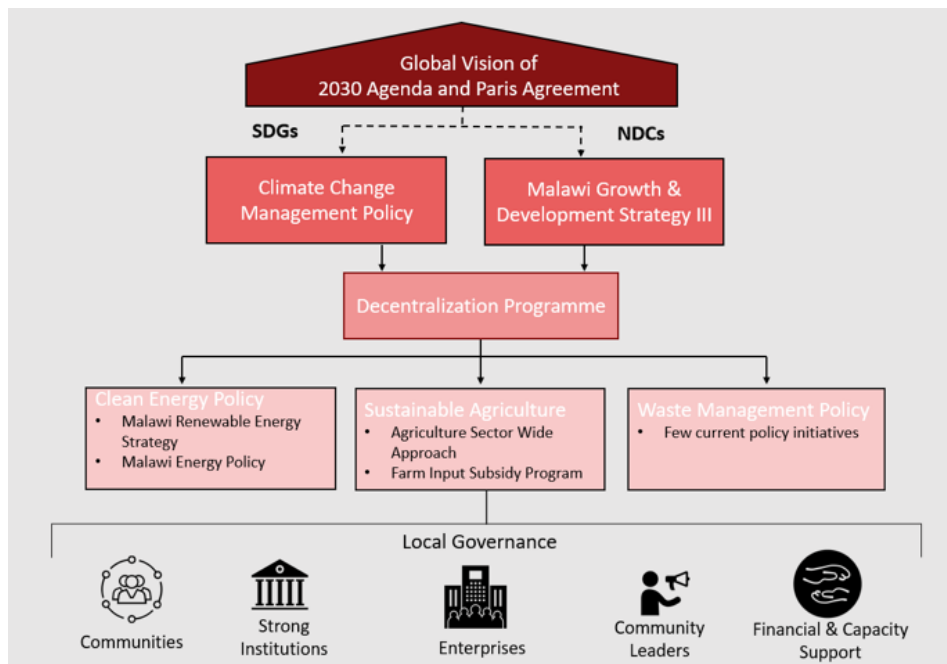 Global Vision of
2030 Agenda and Paris Agreement
SDGs
NDCs
Climate Change
Management Policy
Malawi Growth &
Development Strategy III
Decentralization Programme
Clean Energy Policy
• Malawi Renewable Energy
Strategy
• Malawi Energy Policy
Sustainable Agriculture
• Agriculture Sector Wide
Approach
• Farm Input Subsidy Program
Waste Management Policy
• Few current policy initiatives
Local Governance
Communities
Strong
Institutions
Enterprises
Community
Leaders
Financial & Capacity
Support